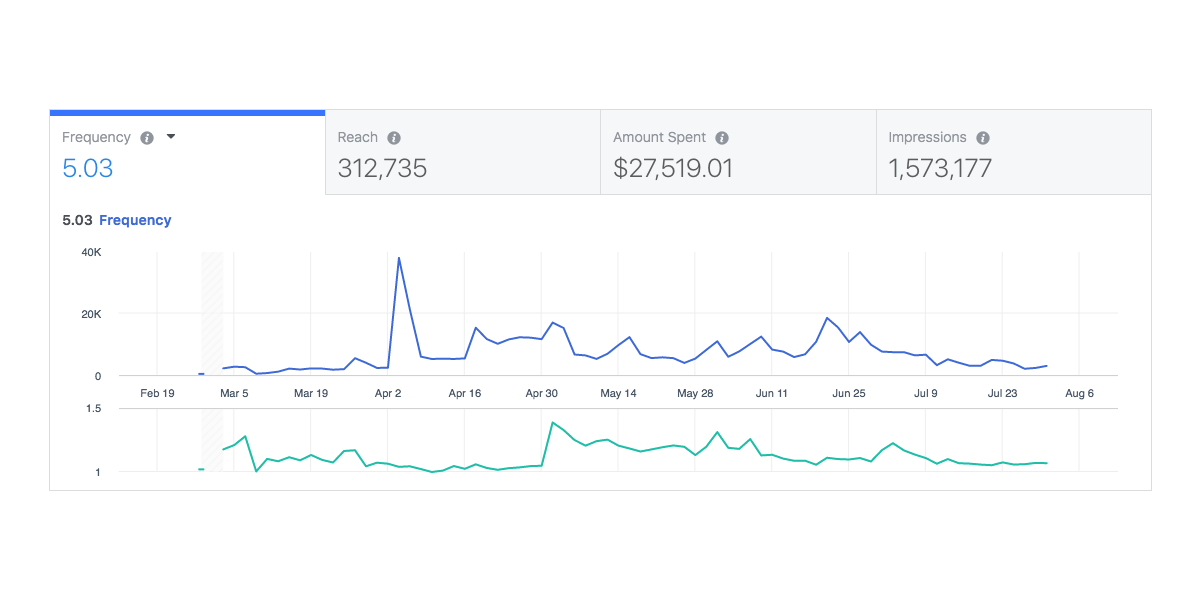 Frequency Reach Amount Spent Impressions
5.03 312,735 $27,519.01 1,573,177
5.03 Frequency
40K
20K
0
Feb 19 Mar 5 Mar 19 Apr 2 Apr 16 Apr 30 May 14 May 28 Jun 11 Jun 25 Jul 9 Jul 23 Aug 6
1.5
1